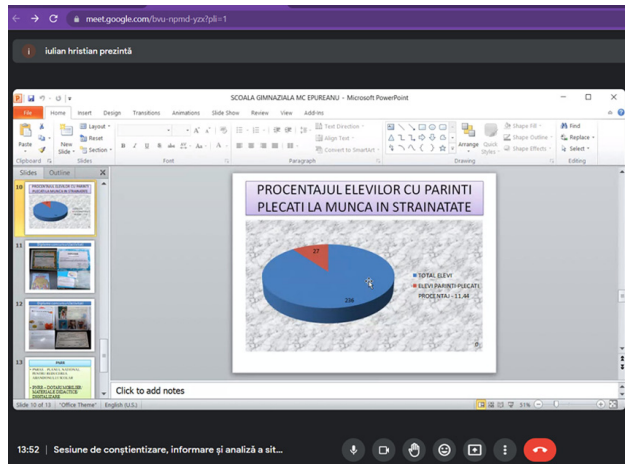 meet.google.com/bvu-npmd-yzx?pli=1
i iulian hristian prezintă
SCOALA GIMNAZIALA MC EPUREANU - Microsoft PowerPoint
File Home Insert Design Transitions Animations Slide Show Review View Add-Ins
Paste
New Slide
Layout
Reset
Section
Text Direction
Align Text
Convert to SmartArt
Arrange
Quick Styles
Shape Fill
Shape Outline
Shape Effects
Find
Replace
Select
Clipboard Slides Font Paragraph Drawing Editing
Slides Outline
10
PROCENTAJUL ELEVILOR CU PARINTI
PLECATI LA MUNCA IN STRAINATATE
11
12
13
PROCENTAJUL ELEVILOR CU PARINTI
PLECATI LA MUNCA IN STRAINATATE
27
236
TOTAL ELEVI
ELEVI PARINTI-PLECATI
PROCENTAJ - 11,44
Click to add notes
Slide 10 of 13 "Office Theme" English (U.S.) 51%
13:52 | Sesiune de conștientizare, informare și analiză a sit...